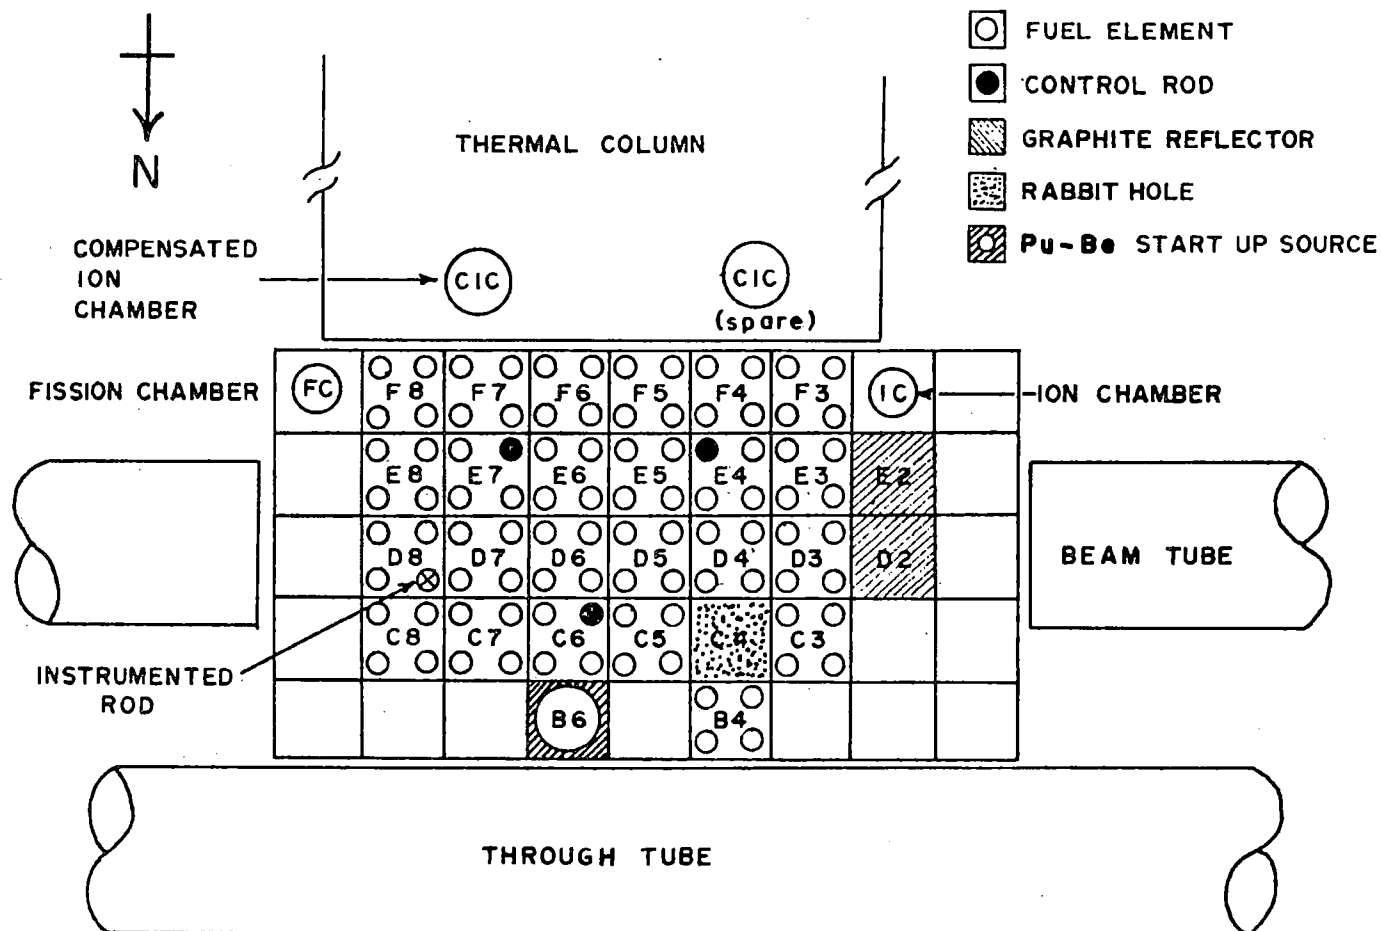 N
FUEL ELEMENT
CONTROL ROD
GRAPHITE REFLECTOR
RABBIT HOLE
Pu-Be START UP SOURCE
THERMAL COLUMN
COMPENSATED
ION
CHAMBER
CIC
CIC
(spare)
FISSION CHAMBER
FC
F8
F7
F6
F5
F4
F3
IC
ION CHAMBER
E8
E7
E6
E5
E4
E3
E2
D8
D7
D6
D5
D4
D3
D2
BEAM TUBE
C8
C7
C6
C5
C4
C3
INSTRUMENTED
ROD
B6
B4
THROUGH TUBE